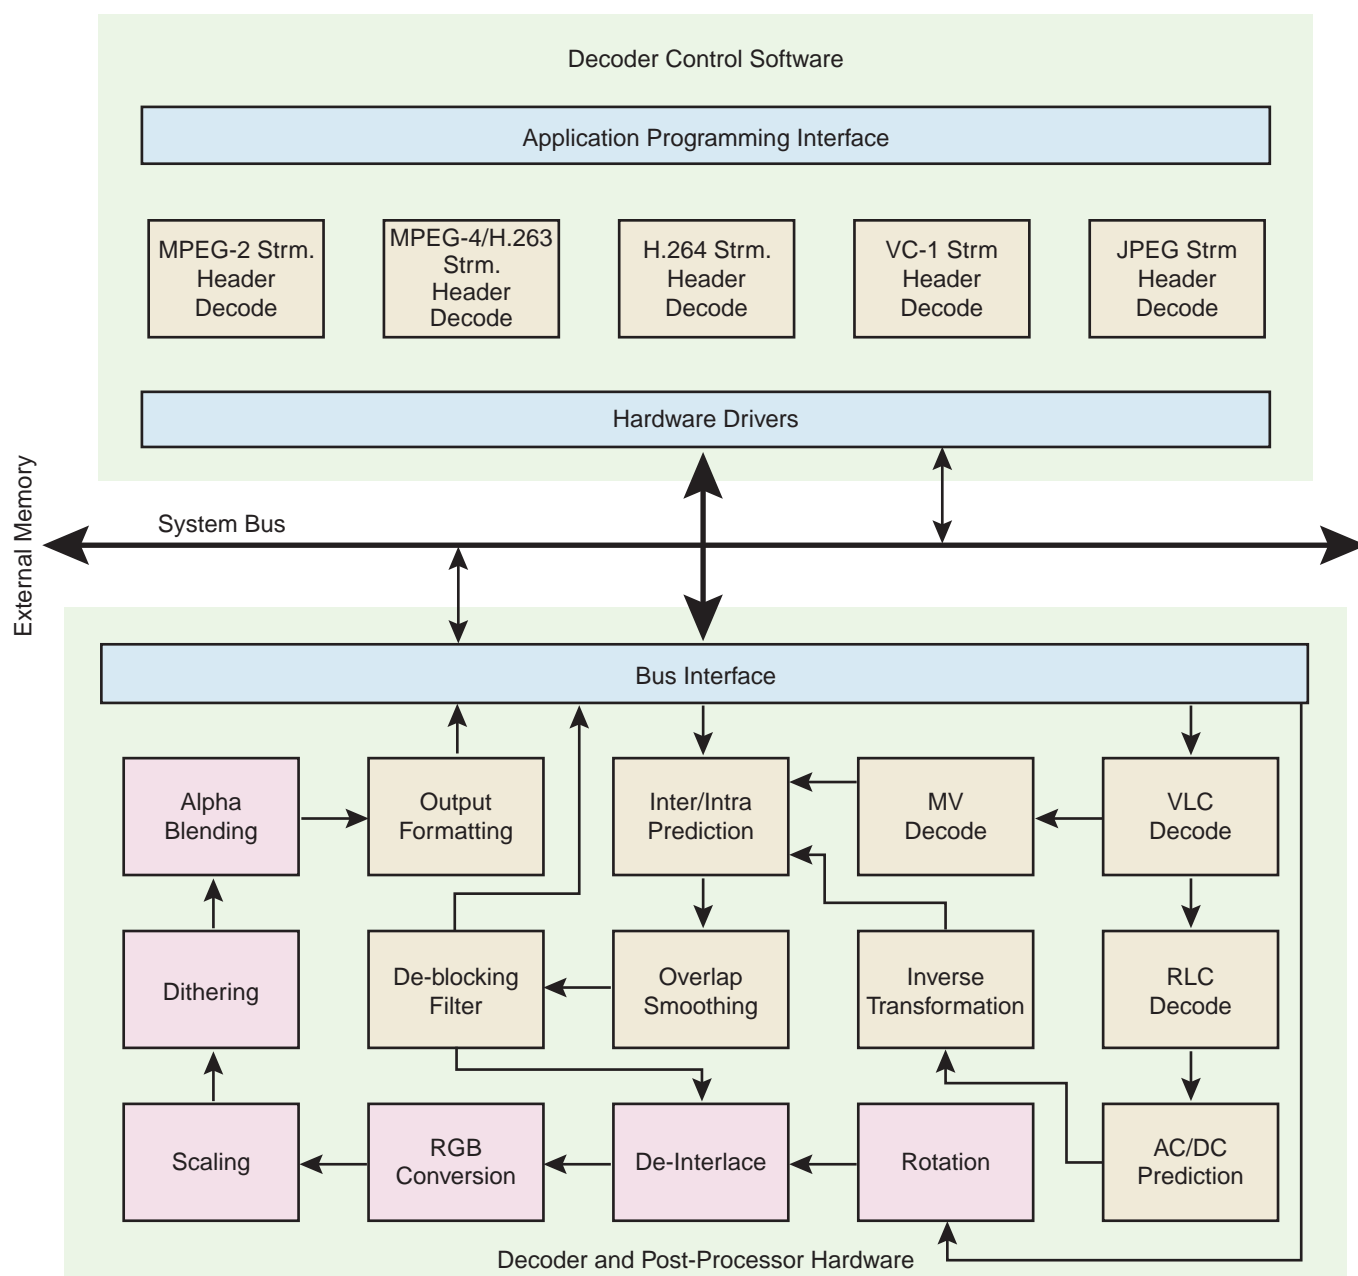 Decoder Control Software
Application Programming Interface
MPEG-2 Strm.
Header
Decode
MPEG-4/H.263
Strm.
Header
Decode
H.264 Strm.
Header
Decode
VC-1 Strm
Header
Decode
JPEG Strm
Header
Decode
Hardware Drivers
External Memory
System Bus
Bus Interface
Alpha
Blending
Output
Formatting
Inter/Intra
Prediction
MV
Decode
VLC
Decode
Dithering
De-blocking
Filter
Overlap
Smoothing
Inverse
Transformation
RLC
Decode
Scaling
RGB
Conversion
De-Interlace
Rotation
AC/DC
Prediction
Decoder and Post-Processor Hardware